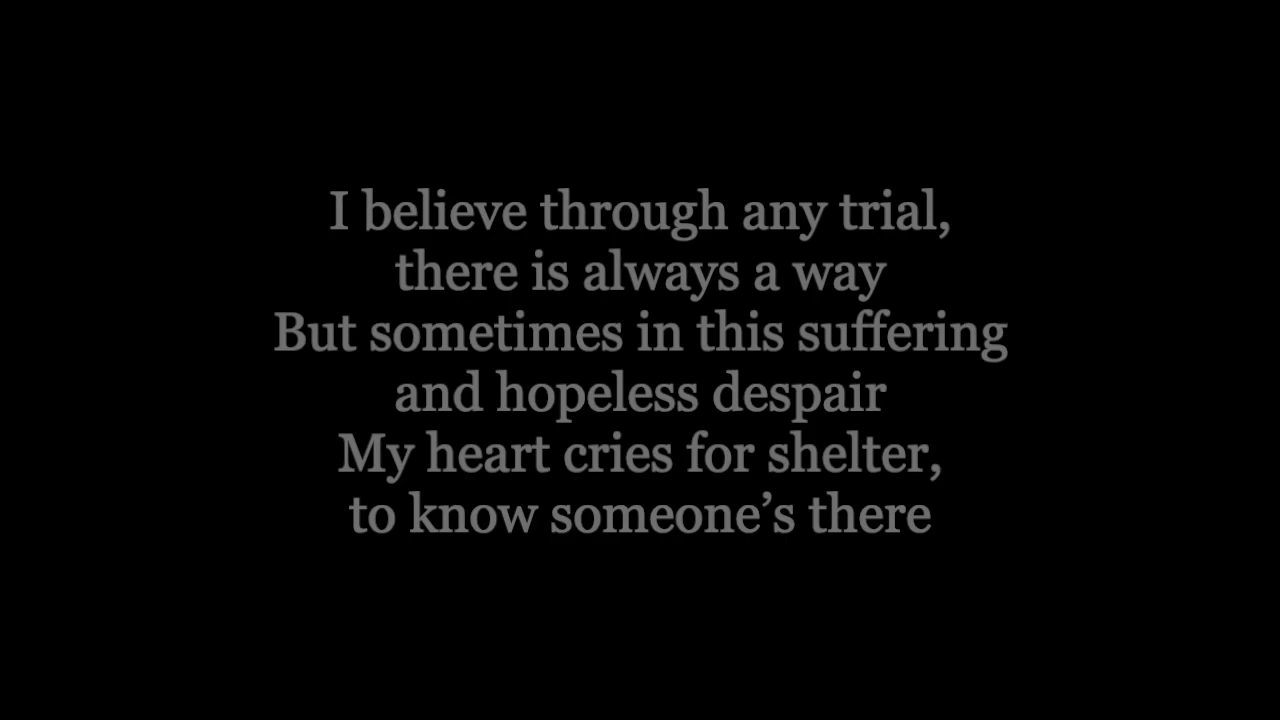 I believe through any trial,
there is always a way
But sometimes in this suffering
and hopeless despair
My heart cries for shelter,
to know someone’s there